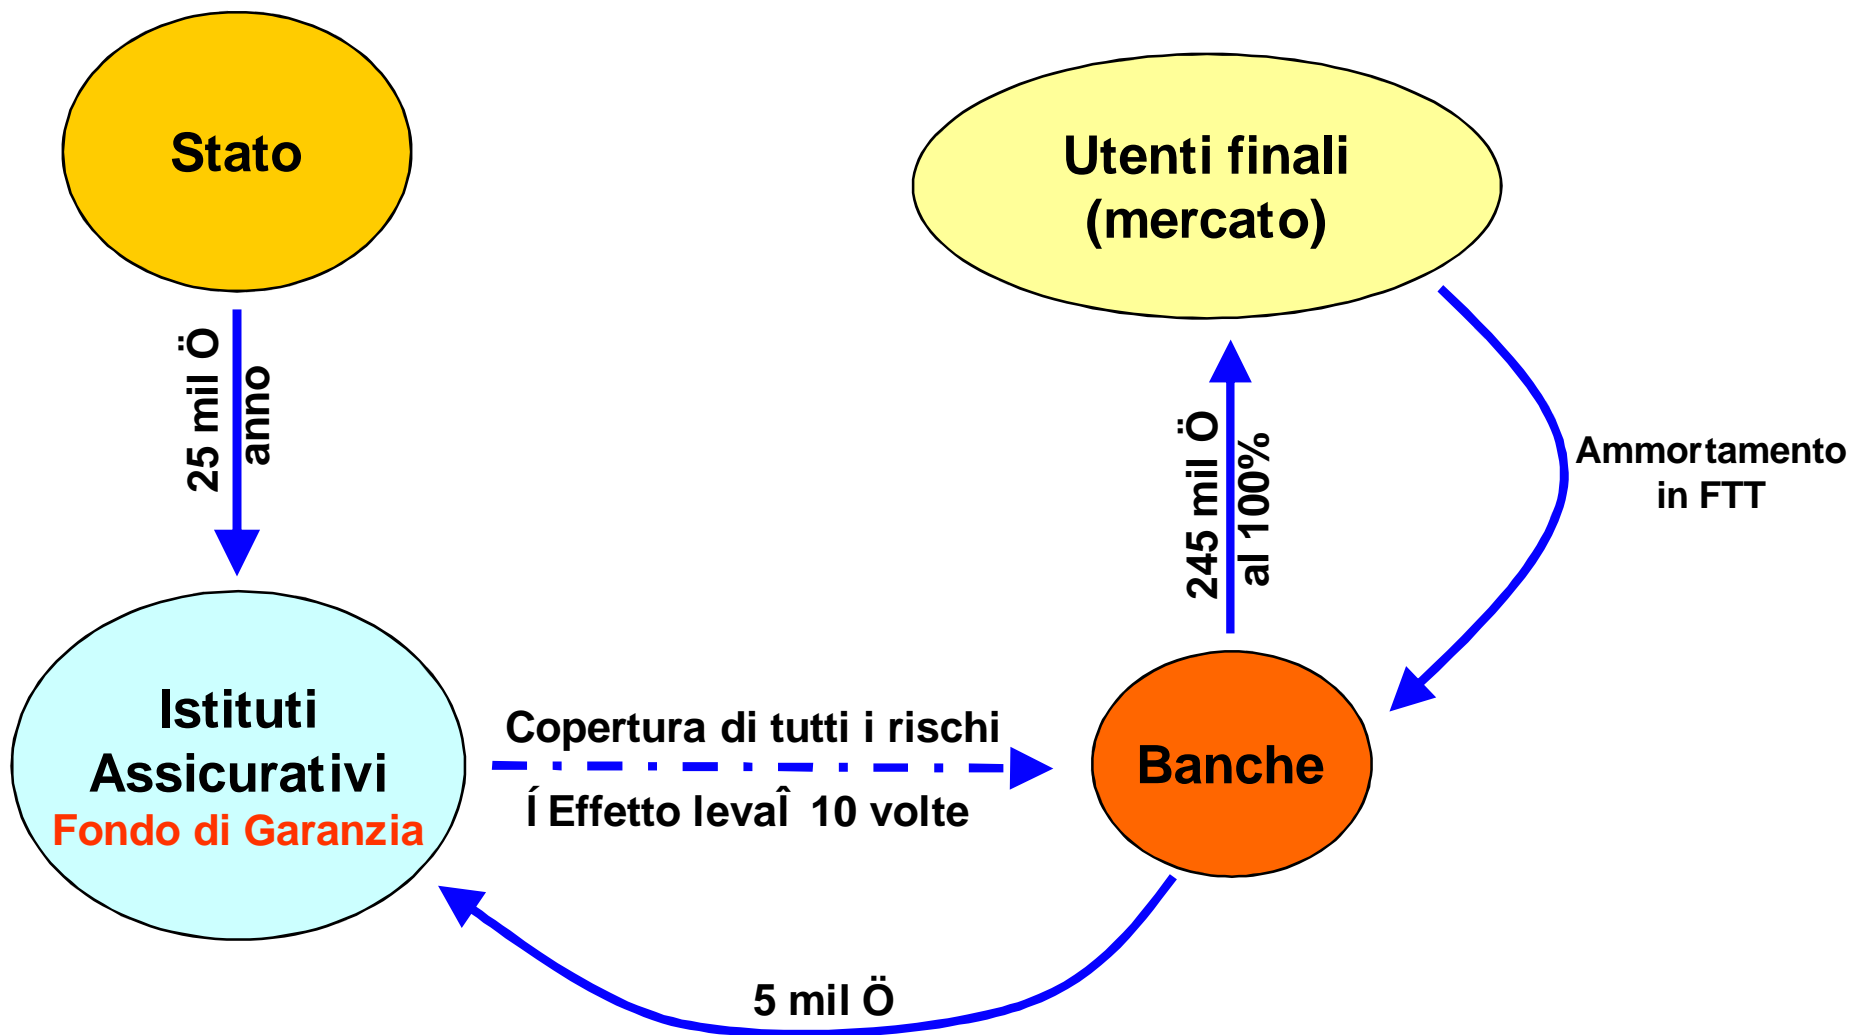 Stato
Utenti finali
(mercato)
25 mil Ö
anno
245 mil Ö
al 100%
Ammortamento
in FTT
Istituti
Assicurativi
Fondo di Garanzia
Copertura di tutti i rischi
Í Effetto levaÎ 10 volte
Banche
5 mil Ö